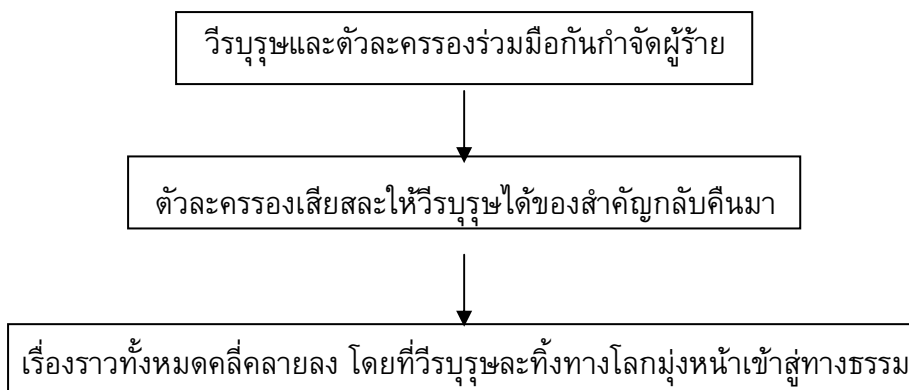 วีรบุรุษและตัวละครรองร่วมมือกันกำจัดผู้ร้าย
ตัวละครรองเสียสละให้วีรบุรุษได้ของสำคัญกลับคืนมา
เรื่องราวทั้งหมดคลี่คลายลง โดยที่วีรบุรุษละทิ้งทางโลกมุ่งหน้าเข้าสู่ทางธรรม